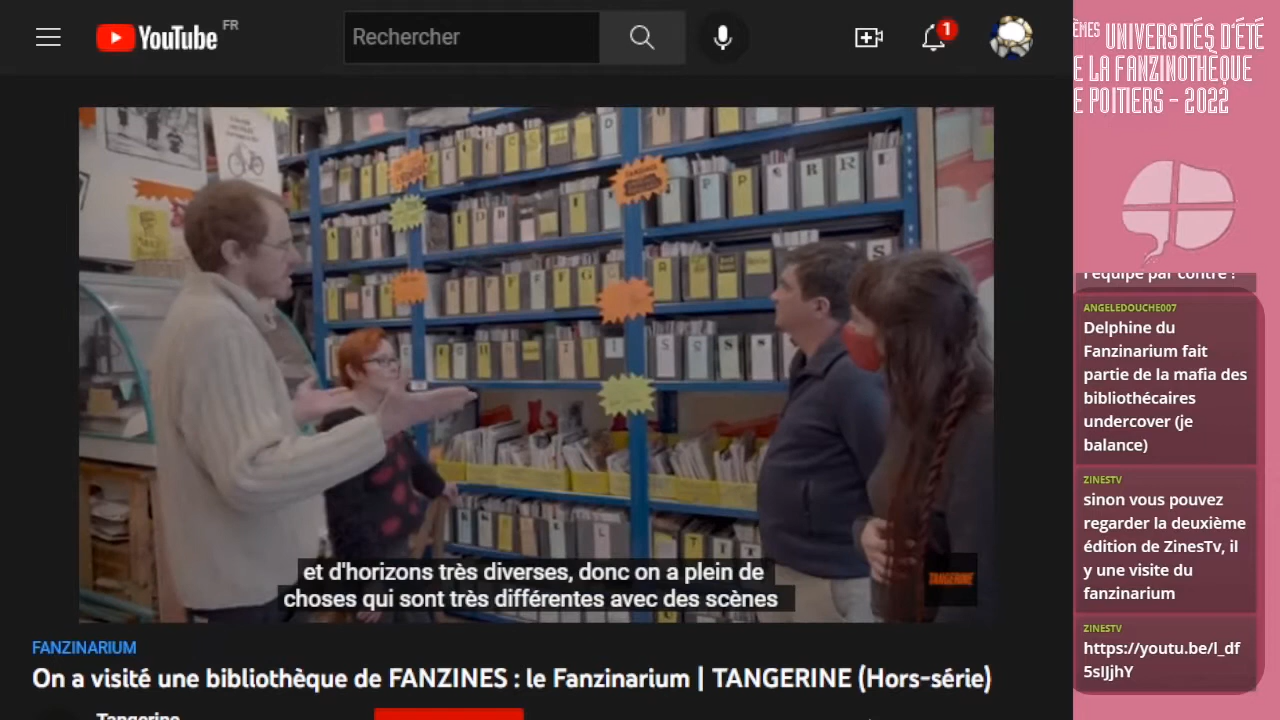 YouTube FR
Rechercher
1
ÈMES UNIVERSITÉS D'ÉTÉ
E LA FANZINOTHÈQUE
E POITIERS - 2022
et d'horizons très diverses, donc on a plein de
choses qui sont très différentes avec des scènes
TANGERINE
FANZINARIUM
On a visité une bibliothèque de FANZINES : le Fanzinarium | TANGERINE (Hors-série)
Tangerine
l'équipe par contre !
ANGELEDOUCHE007
Delphine du
Fanzinarium fait
partie de la mafia des
bibliothécaires
undercover (je
balance)
ZINESTV
sinon vous pouvez
regarder la deuxième
édition de ZinesTv, il
y une visite du
fanzinarium
ZINESTV
https://youtu.be/l_df
5sIJjhY